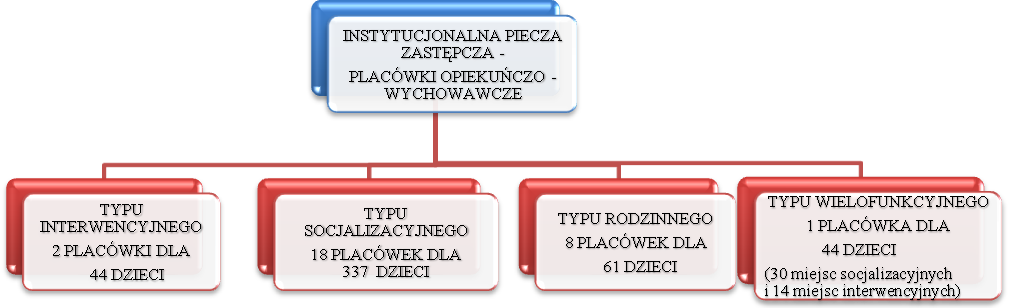 INSTYTUCJONALNA PIECZA
ZASTĘPCZA -
PLACÓWKI OPIEKUŃCZO -
WYCHOWAWCZE
TYPU
INTERWENCYJNEGO
2 PLACÓWKI DLA
44 DZIECI
TYPU
SOCJALIZACYJNEGO
18 PLACÓWEK DLA
337 DZIECI
TYPU RODZINNEGO
8 PLACÓWEK DLA
61 DZIECI
TYPU WIELOFUNKCYJNEGO
1 PLACÓWKA DLA
44 DZIECI
(30 miejsc socjalizacyjnych
i 14 miejsc interwencyjnych)